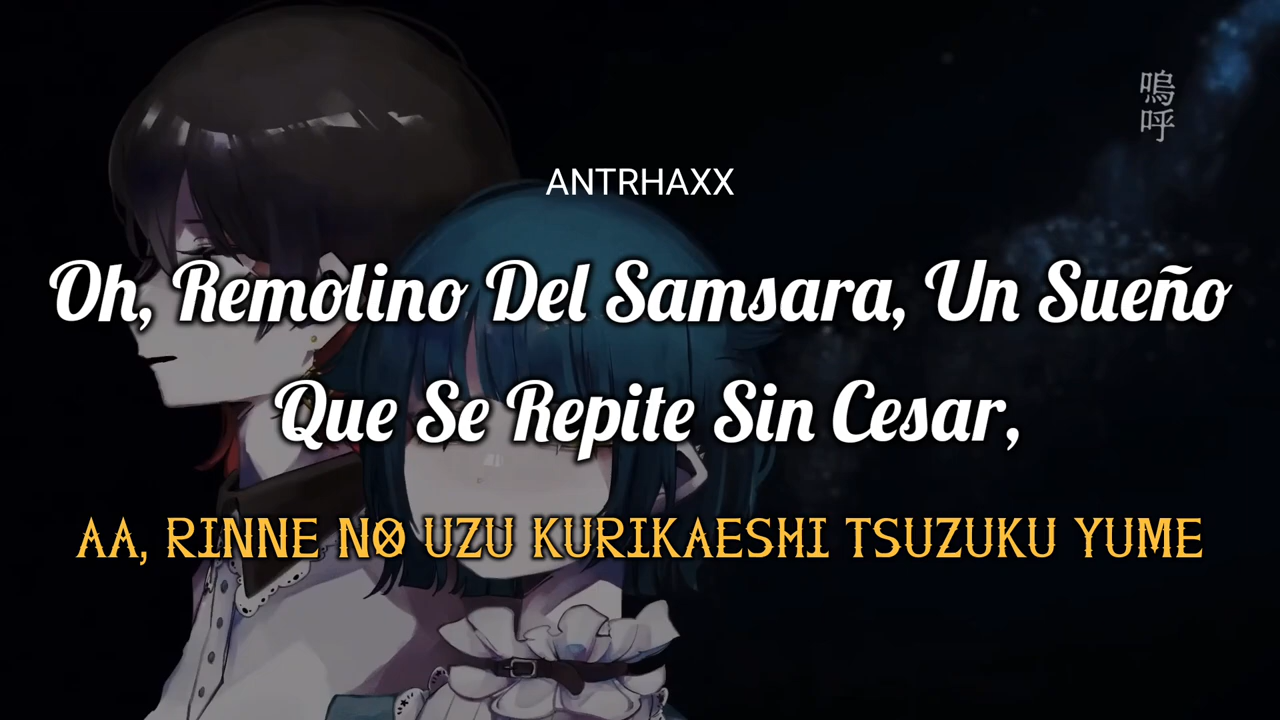 嗚呼
ANTRHAXX
Oh, Remolino Del Samsara, Un Sueño
Que Se Repite Sin Cesar,
AA, RINNE NO UZU KURIKAESHI TSUZUKU YUME